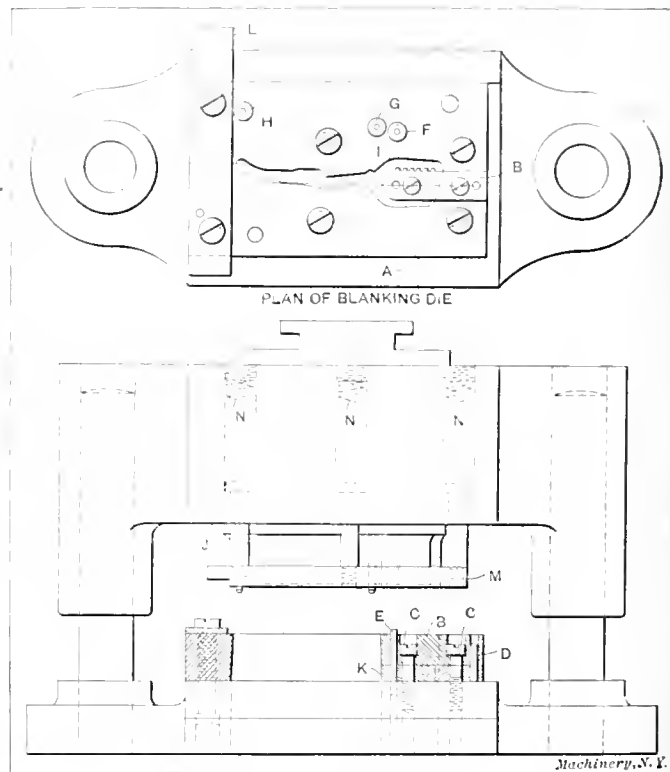 L
G
H
F
I
B
A
PLAN OF BLANKING DIE
N N N
J
M
E C B C
D
K
Machinery, N.Y.